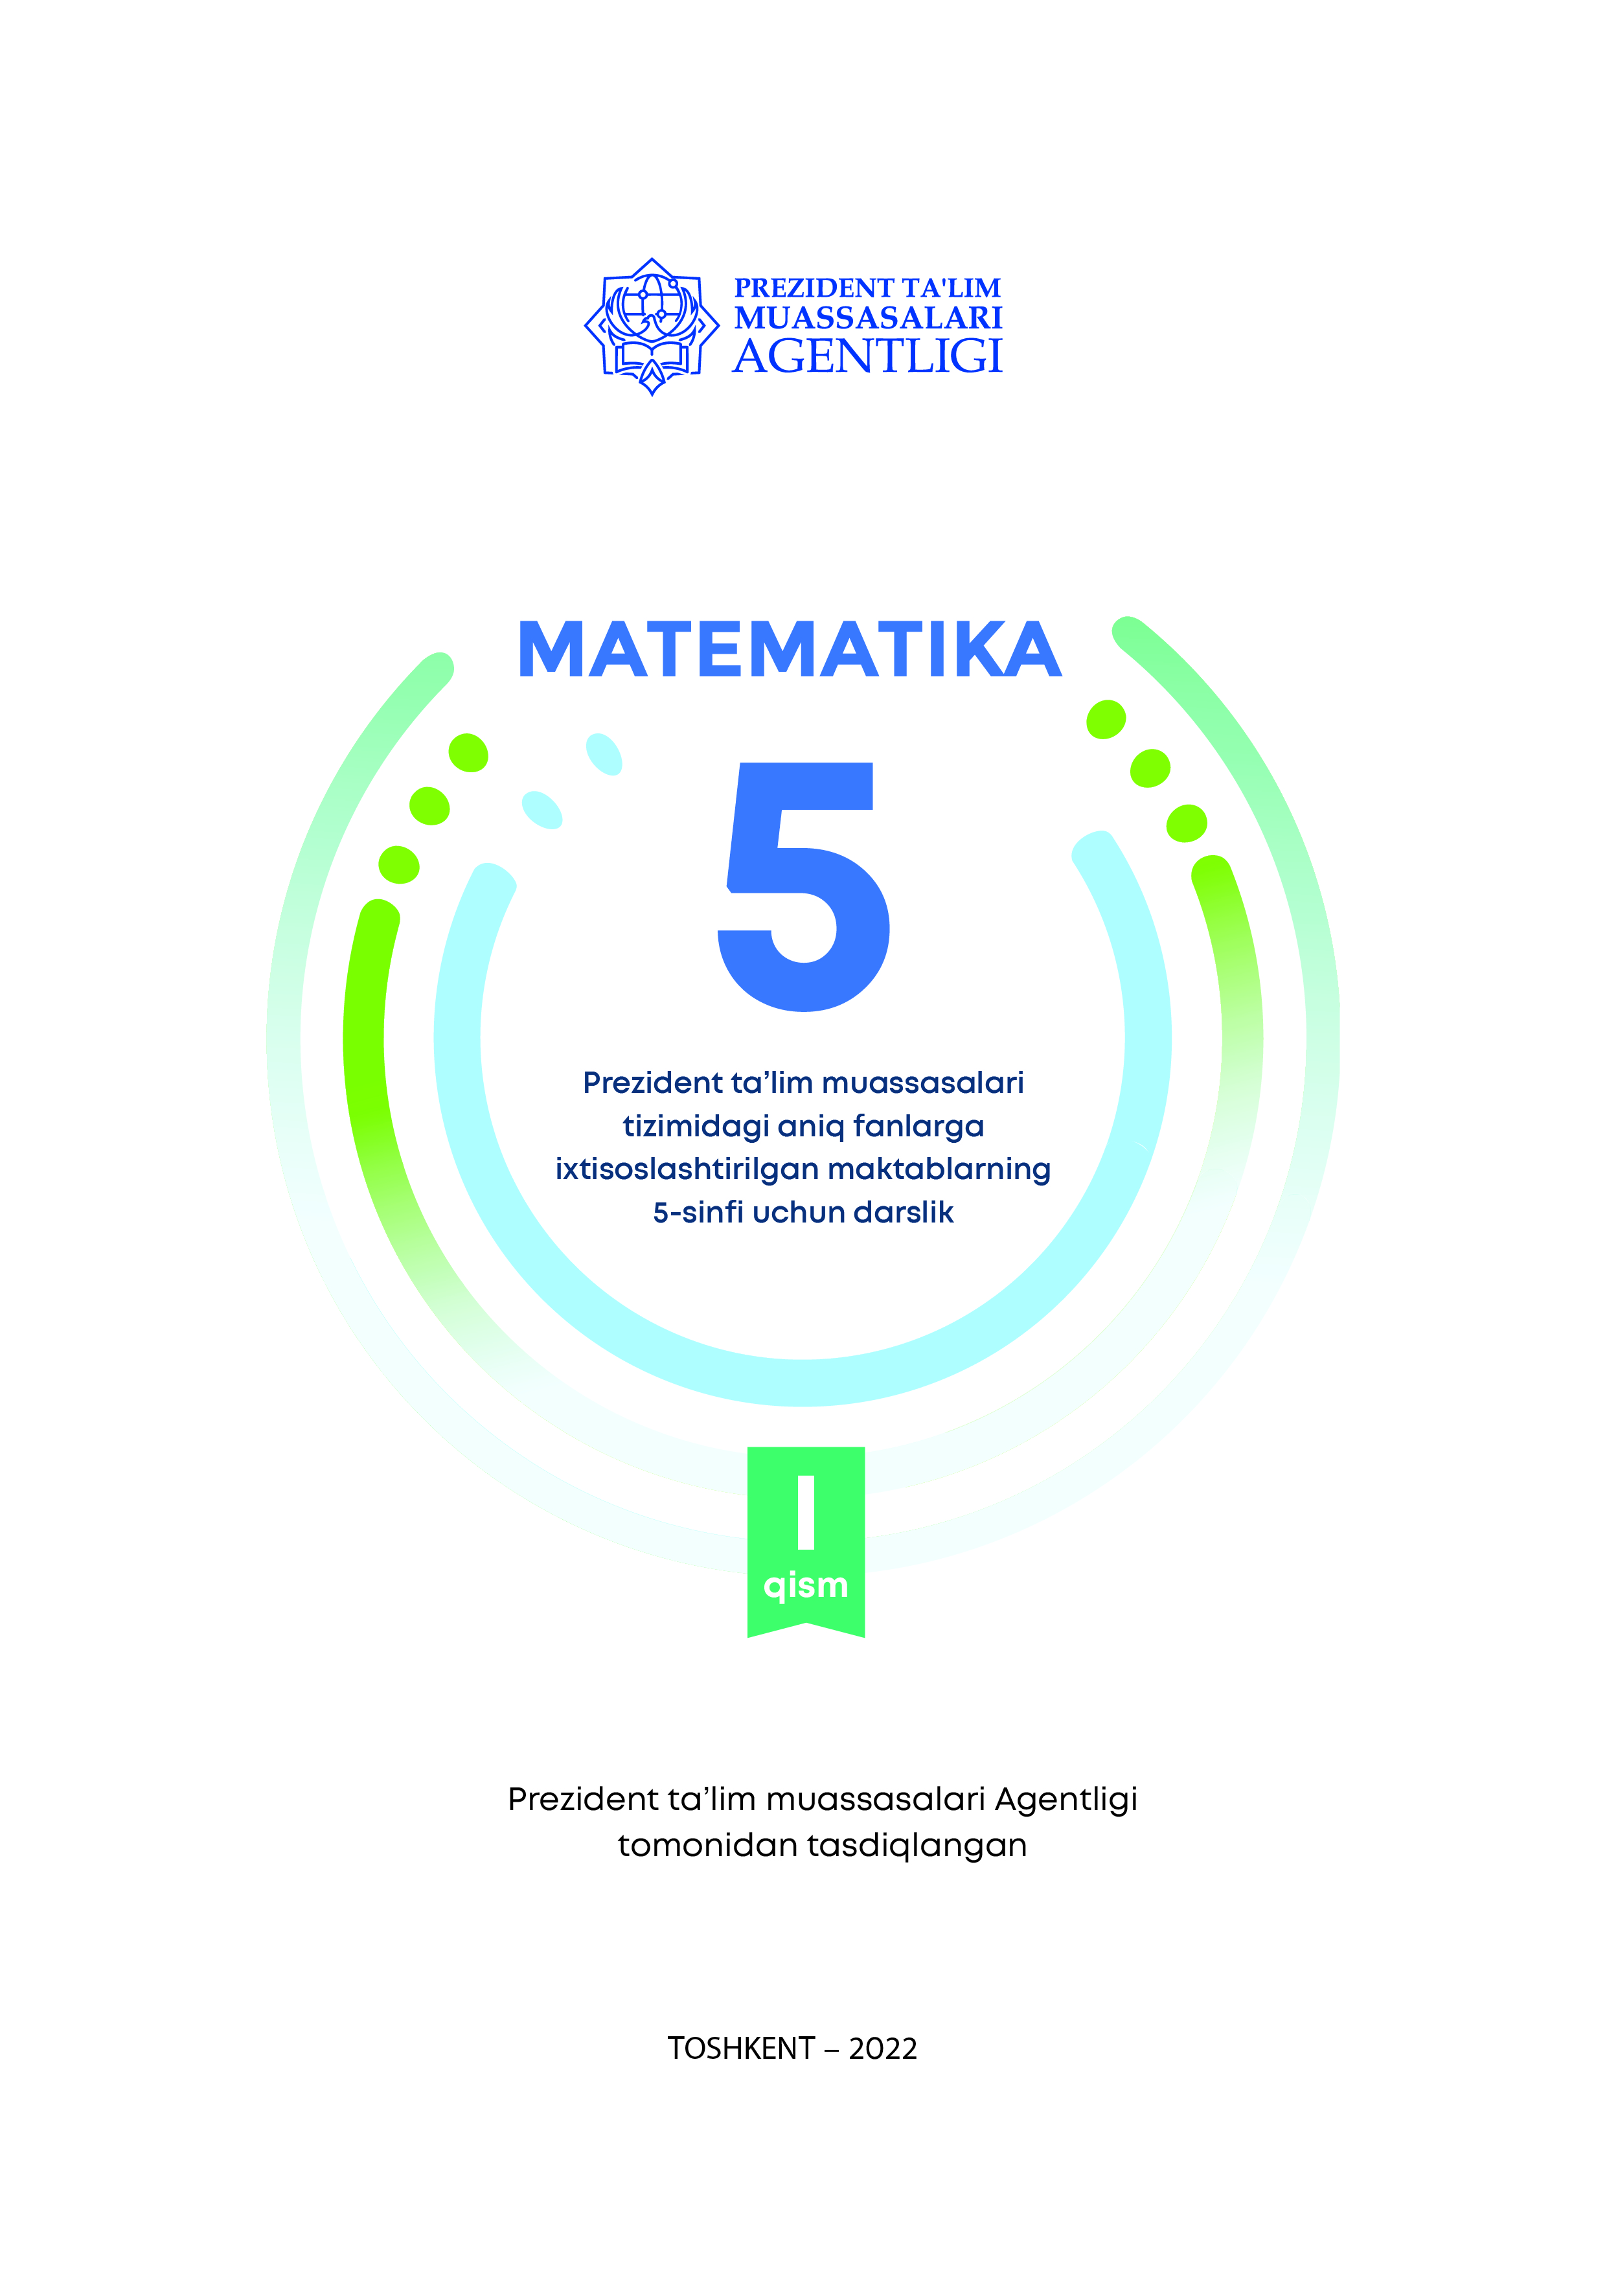 PREZIDENT TA'LIM
MUASSASALARI
AGENTLIGI
MATEMATIKA
5
Prezident ta’lim muassasalari
tizimidagi aniq fanlarga
ixtisoslashtirilgan maktablarning
5-sinfi uchun darslik
I
qism
Prezident ta’lim muassasalari Agentligi
tomonidan tasdiqlangan
TOSHKENT – 2022